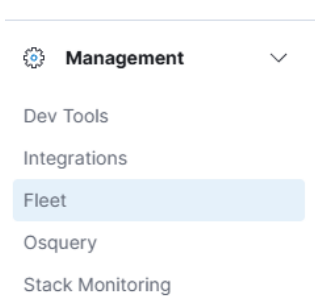 Management
Dev Tools
Integrations
Fleet
Osquery
Stack Monitoring